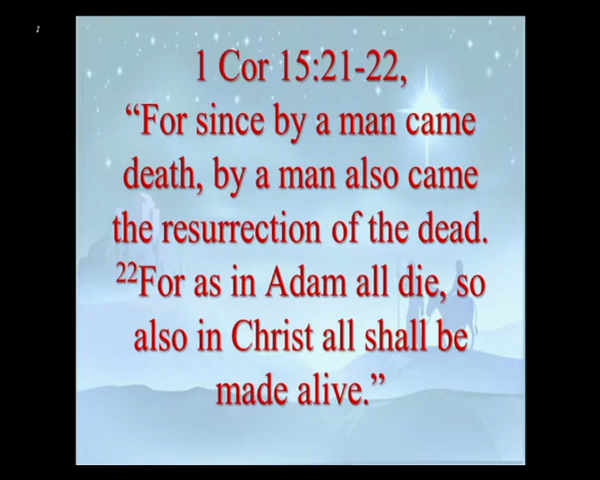 1 Cor 15:21-22,
“For since by a man came
death, by a man also came
the resurrection of the dead.
22For as in Adam all die, so
also in Christ all shall be
made alive.”